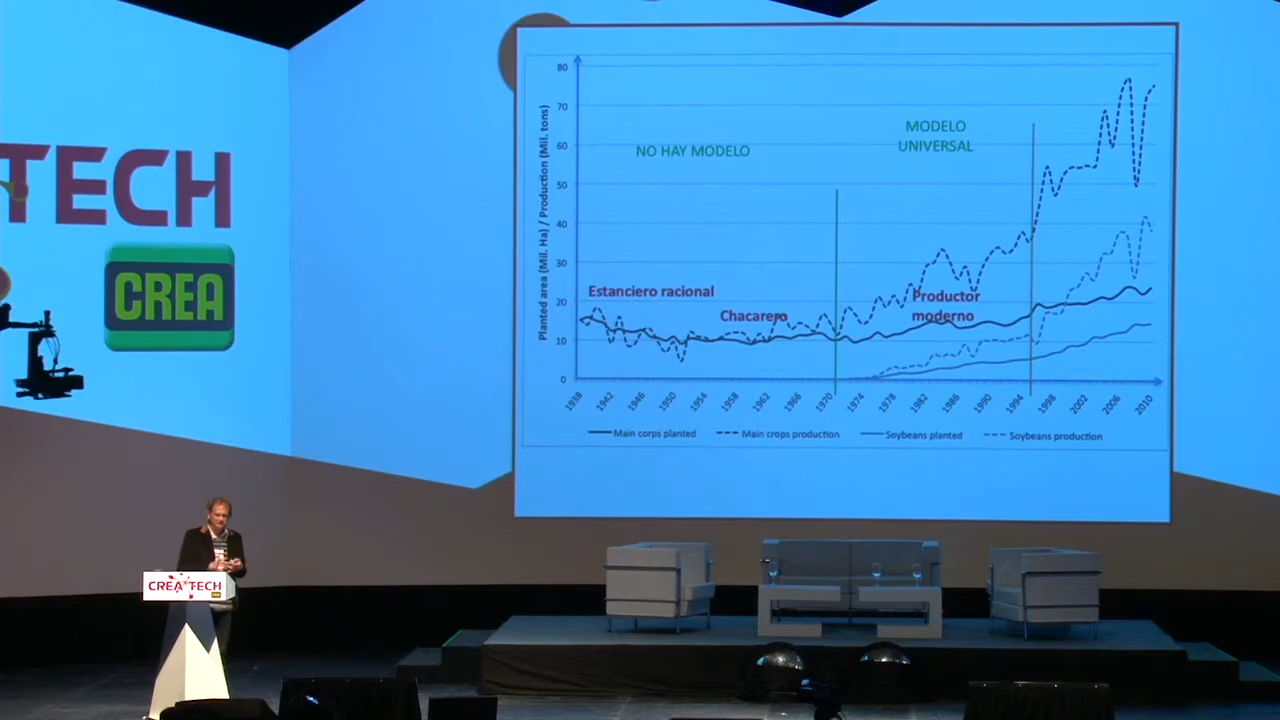 TECH
CREA
80
70
60
50
40
30
20
10
0
Planted area (Mil. Ha) / Production (Mil. tons)
NO HAY MODELO
MODELO
UNIVERSAL
Estanciero racional
Chacarero
Productor
moderno
1938
1942
1946
1950
1954
1958
1962
1966
1970
1974
1978
1982
1986
1990
1994
1998
2002
2006
2010
Main corps planted
Main crops production
Soybeans planted
Soybeans production
CREA TECH